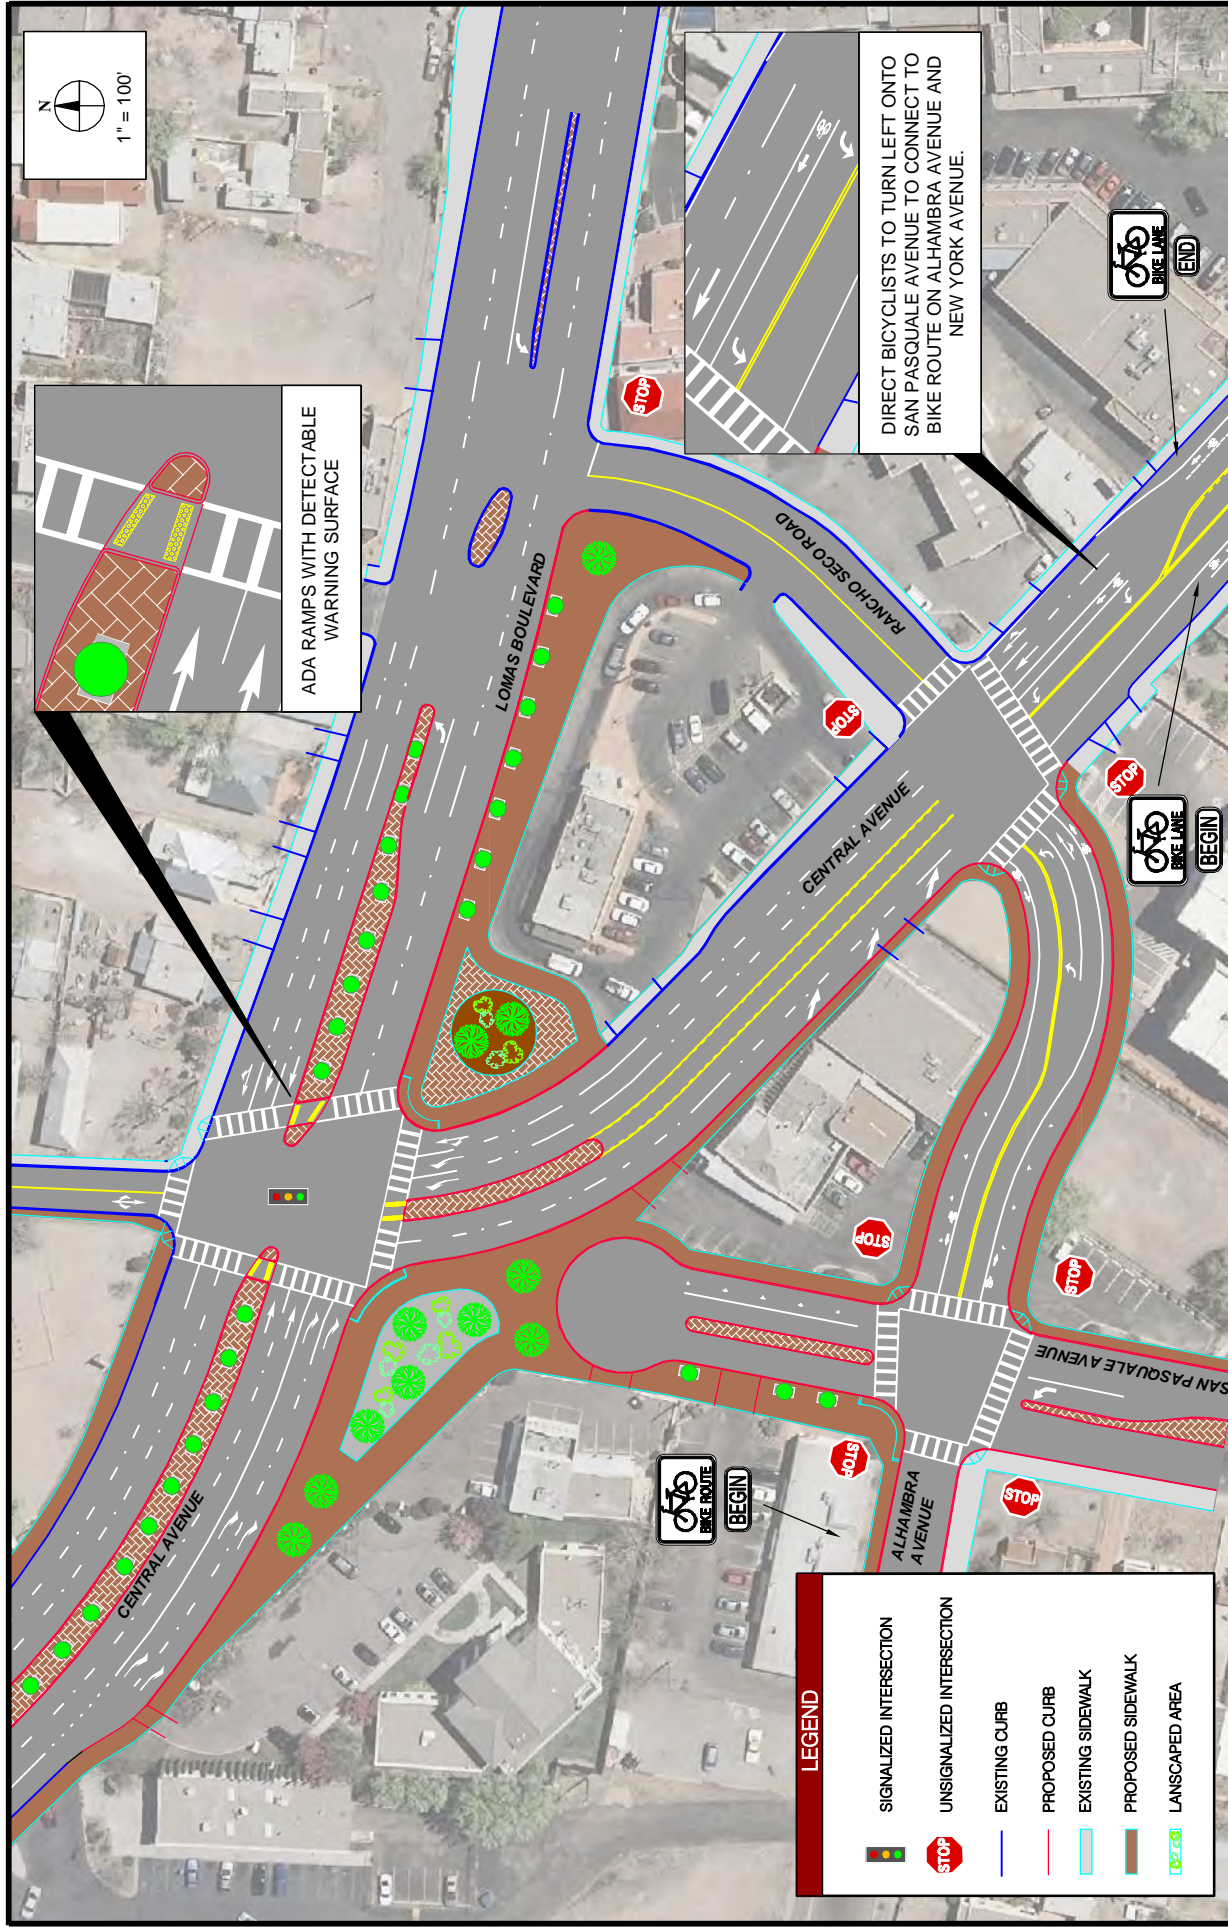 N
1" = 100'
ADA RAMPS WITH DETECTABLE
WARNING SURFACE
DIRECT BICYCLISTS TO TURN LEFT ONTO
SAN PASQUALE AVENUE TO CONNECT TO
BIKE ROUTE ON ALHAMBRA AVENUE AND
NEW YORK AVENUE.
CENTRAL AVENUE
LOMAS BOULEVARD
STOP
RANCHO SECO ROAD
STOP
CENTRAL AVENUE
BIKE LANE
END
STOP
BIKE LANE
BEGIN
STOP
STOP
SAN PASQUALE AVENUE
STOP
STOP
BIKE ROUTE
BEGIN
ALHAMBRA
AVENUE
LEGEND
SIGNALIZED INTERSECTION
STOP
UNSIGNALIZED INTERSECTION
EXISTING CURB
PROPOSED CURB
EXISTING SIDEWALK
PROPOSED SIDEWALK
LANSCAPED AREA